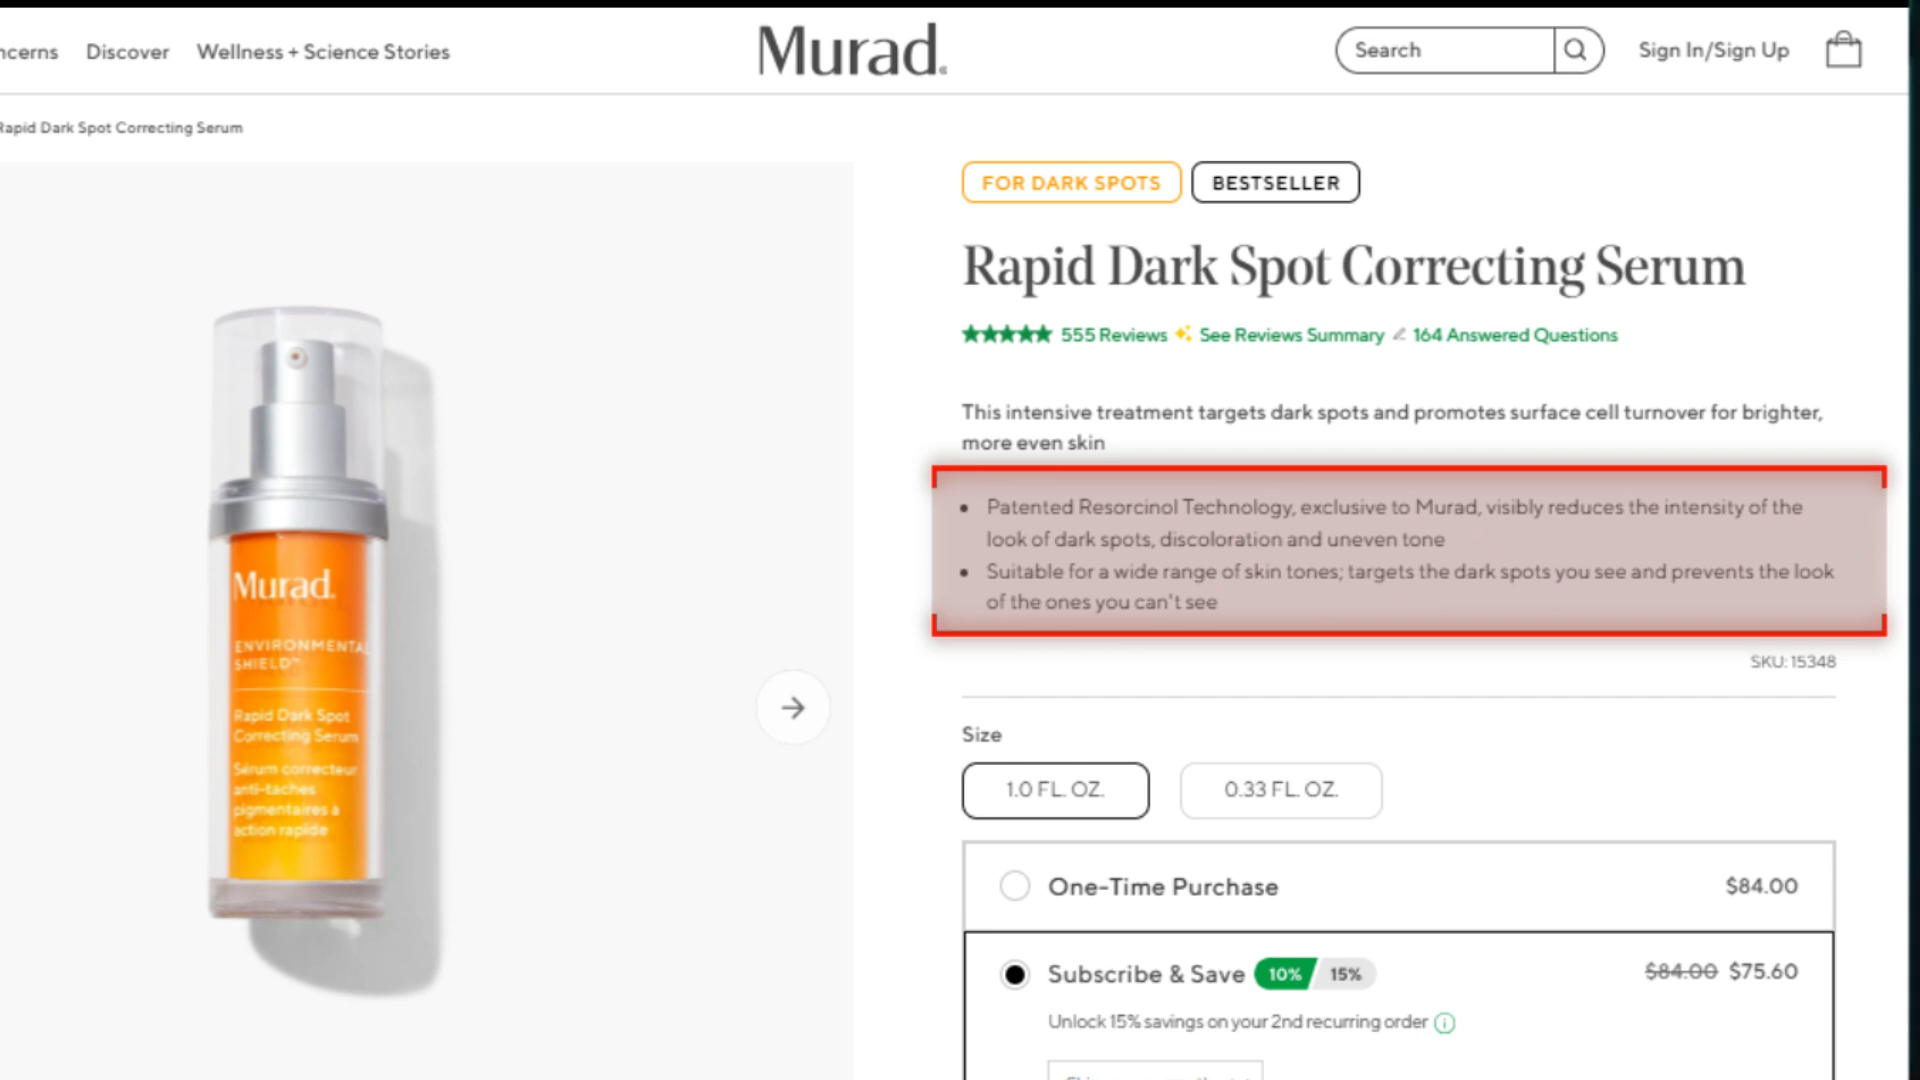 ncerns Discover Wellness + Science Stories
Murad.
Search
Sign In/Sign Up
Rapid Dark Spot Correcting Serum
FOR DARK SPOTS
BESTSELLER
Rapid Dark Spot Correcting Serum
555 Reviews See Reviews Summary 164 Answered Questions
This intensive treatment targets dark spots and promotes surface cell turnover for brighter,
more even skin
• Patented Resorcinol Technology, exclusive to Murad, visibly reduces the intensity of the
look of dark spots, discoloration and uneven tone
• Suitable for a wide range of skin tones; targets the dark spots you see and prevents the look
of the ones you can't see
SKU: 15348
Size
1.0 FL. OZ.
0.33 FL. OZ.
One-Time Purchase $84.00
Subscribe & Save 10% 15% $84.00 $75.60
Unlock 15% savings on your 2nd recurring order
Murad.
ENVIRONMENTAL
SHIELD™
Rapid Dark Spot
Correcting Serum
Sérum correcteur
anti-taches
pigmentaires à
action rapide